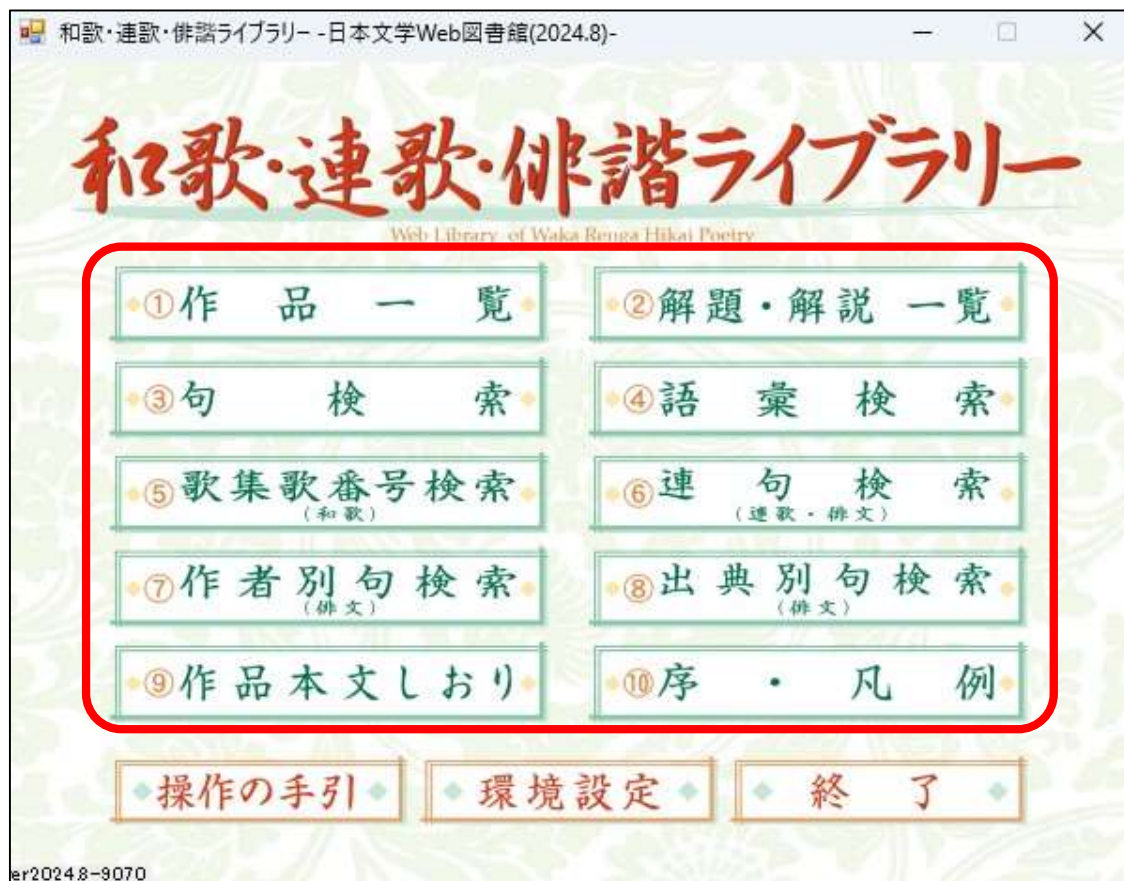 和歌・連歌・俳諧ライブラリー -日本文学Web図書館(2024.8)-
和歌・連歌・俳諧ライブラリー
Web Library of Waka Renga Hikai Poetry
①作品一覧
②解題・解説一覧
③句検索
④語彙検索
⑤歌集歌番号検索
(和歌)
⑥連句検索
(連歌・俳文)
⑦作者別句検索
(俳文)
⑧出典別句検索
(俳文)
⑨作品本文しおり
⑩序・凡例
操作の手引
環境設定
終了
er2024.8-9070